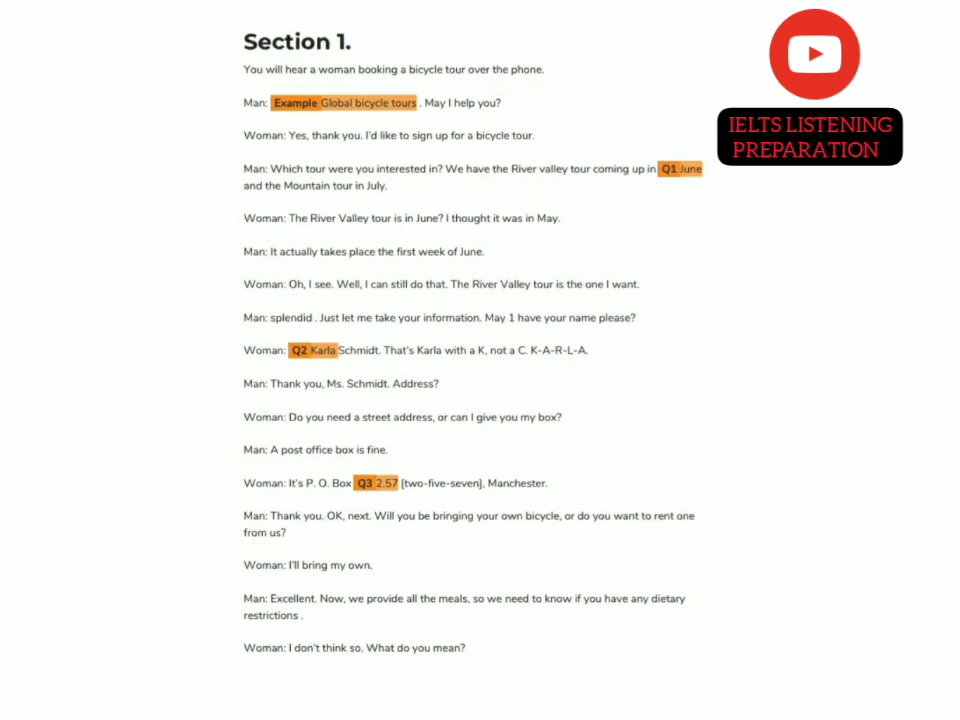 Section 1.
You will hear a woman booking a bicycle tour over the phone.
Man: Example Global bicycle tours . May I help you?
Woman: Yes, thank you. I'd like to sign up for a bicycle tour.
Man: Which tour were you interested in? We have the River valley tour coming up in Q1 June
and the Mountain tour in July.
Woman: The River Valley tour is in June? I thought it was in May.
Man: It actually takes place the first week of June.
Woman: Oh, I see. Well, I can still do that. The River Valley tour is the one I want.
Man: splendid . Just let me take your information. May 1 have your name please?
Woman: Q2 Karla Schmidt. That's Karla with a K, not a C. K-A-R-L-A.
Man: Thank you, Ms. Schmidt. Address?
Woman: Do you need a street address, or can I give you my box?
Man: A post office box is fine.
Woman: It's P. O. Box Q3 2.57 [two-five-seven], Manchester.
Man: Thank you. OK, next. Will you be bringing your own bicycle, or do you want to rent one
from us?
Woman: I'll bring my own.
Man: Excellent. Now, we provide all the meals, so we need to know if you have any dietary
restrictions .
Woman: I don't think so. What do you mean?
IELTS LISTENING
PREPARATION